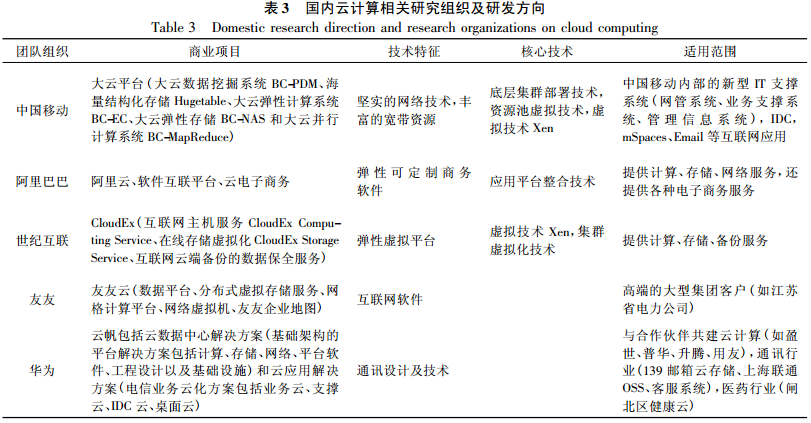 表 3 国内云计算相关研究组织及研发方向
Table 3 Domestic research direction and research organizations on cloud computing
团队组织 商业项目 技术特征 核心技术 适用范围
中国移动
大云平台(大云数据挖掘系统 BC-PDM、海
量结构化存储 Hugetable、大云弹性计算系统
BC-EC、大云弹性存储 BC-NAS 和大云并行
计算系统 BC-MapReduce)
坚实的网络技术,丰
富的宽带资源
底层集群部署技术,
资源池虚拟技术,虚
拟技术 Xen
中国移动内部的新型 IT 支撑
系统(网管系统、业务支撑系
统、管理信息系统),IDC,
mSpaces、Email 等互联网应用
阿里巴巴
阿里云、软件互联平台、云电子商务
弹性可定制商务
软件
应用平台整合技术
提供计算、存储、网络服务,还
提供各种电子商务服务
世纪互联
CloudEx(互联网主机服务 CloudEx Compu-
ting Service、在线存储虚拟化 CloudEx Storage
Service、互联网云端备份的数据保全服务)
弹性虚拟平台
虚拟技术 Xen,集群
虚拟化技术
提供计算、存储、备份服务
友友
友友云(数据平台、分布式虚拟存储服务、网
格计算平台、网络虚拟机、友友企业地图)
互联网软件
高端的大型集团客户(如江苏
省电力公司)
华为
云帆包括云数据中心解决方案(基础架构的
平台解决方案包括计算、存储、网络、平台软
件、工程设计以及基础设施)和云应用解决
方案(电信业务云化方案包括业务云、支撑
云、IDC 云、桌面云)
通讯设计及技术
与合作伙伴共建云计算(如盈
世、普华、升腾、用友),通讯行
业(139 邮箱云存储、上海联通
OSS、客服系统),医药行业(闸
北区健康云)